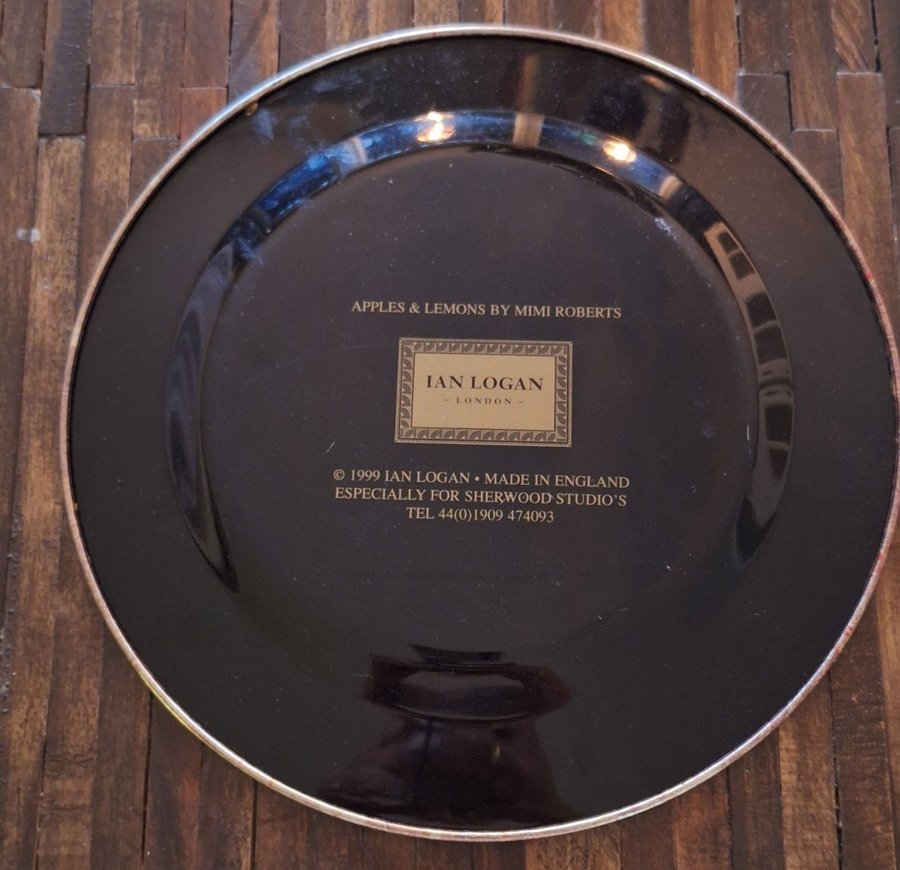 APPLES & LEMONS BY MIMI ROBERTS
IAN LOGAN
– LONDON –
© 1999 IAN LOGAN • MADE IN ENGLAND
ESPECIALLY FOR SHERWOOD STUDIO'S
TEL 44(0)1909 474093